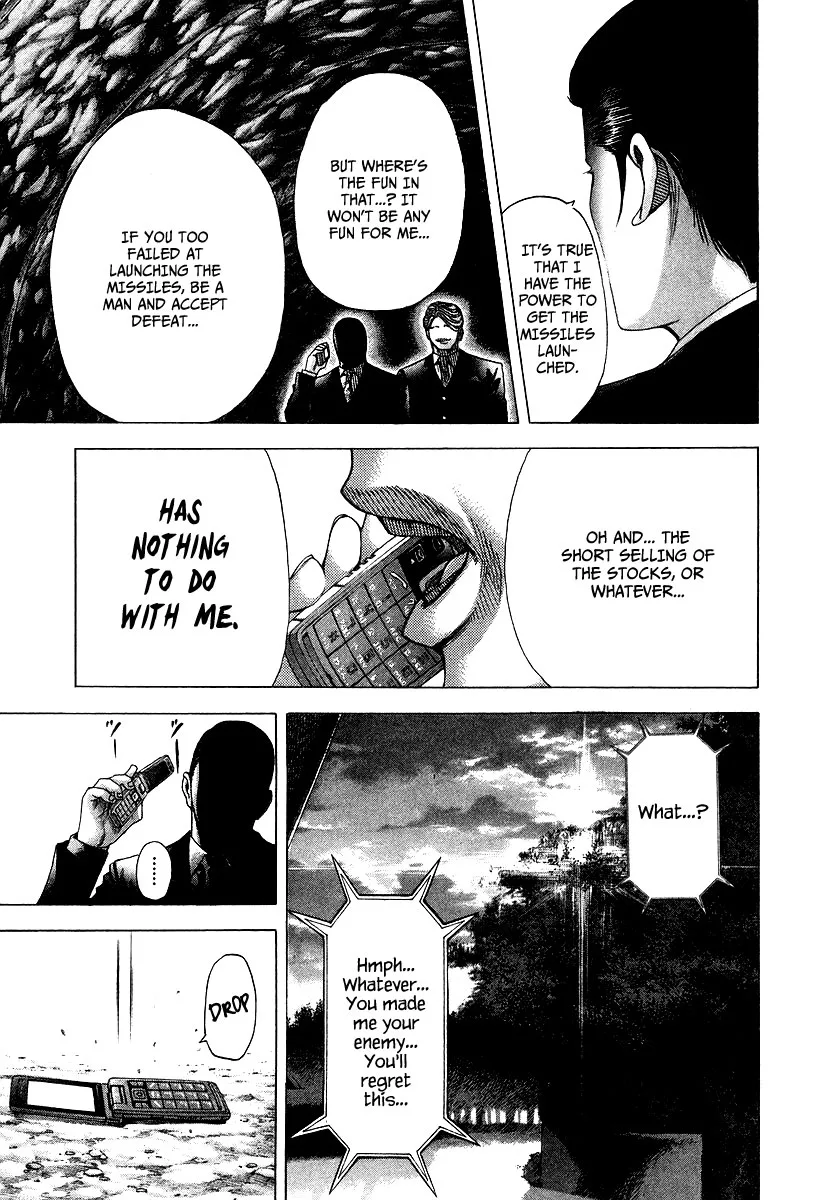 IT'S TRUE
THAT I
HAVE THE
POWER TO
GET THE
MISSILES
LAUN-
CHED.
BUT WHERE'S
THE FUN IN
THAT...? IT
WON'T BE ANY
FUN FOR ME...
IF YOU TOO
FAILED AT
LAUNCHING THE
MISSILES, BE A
MAN AND ACCEPT
DEFEAT...
OH AND... THE
SHORT SELLING OF
THE STOCKS, OR
WHATEVER...
HAS
NOTHING
TO DO
WITH ME.
What...?
Hmph...
Whatever...
You made
me your
enemy...
You'll
regret
this...
......
DROP